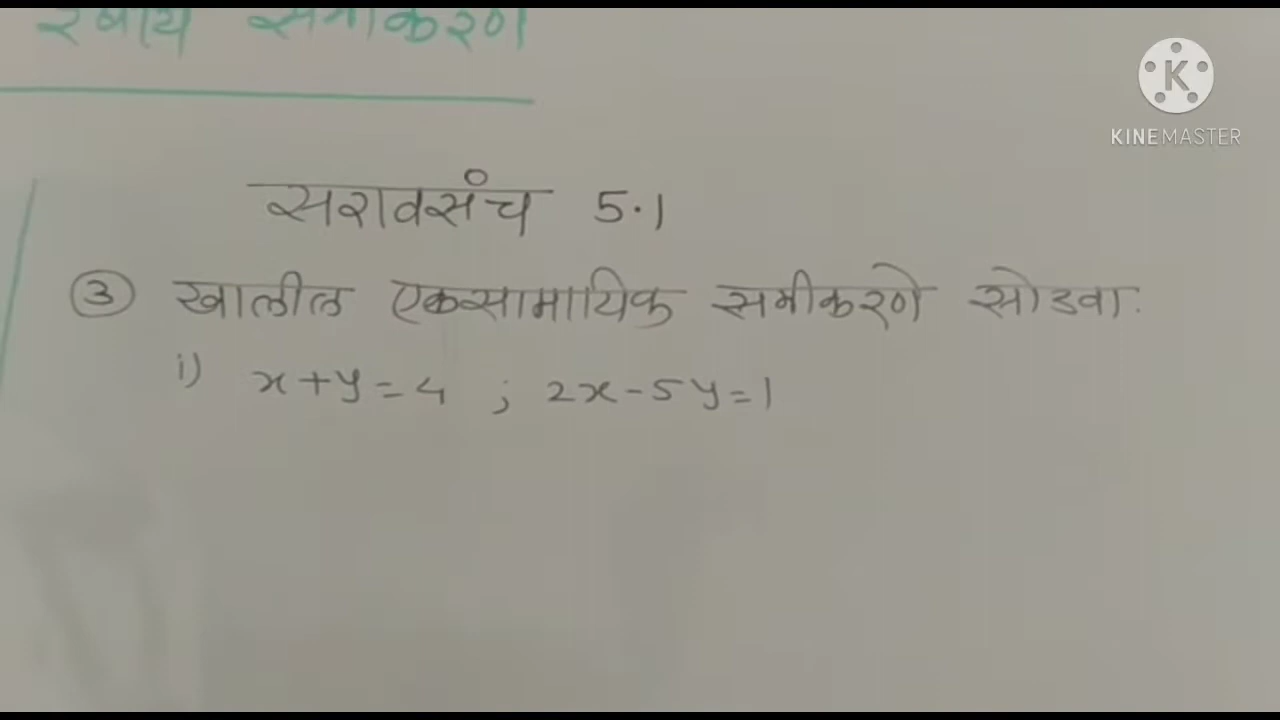 समीकरणे
K
KINEMASTER
सरावसंच 5.1
③ खालील एकसामायिक समीकरणे सोडवा.
i) x+y=4 ; 2x-5y=1